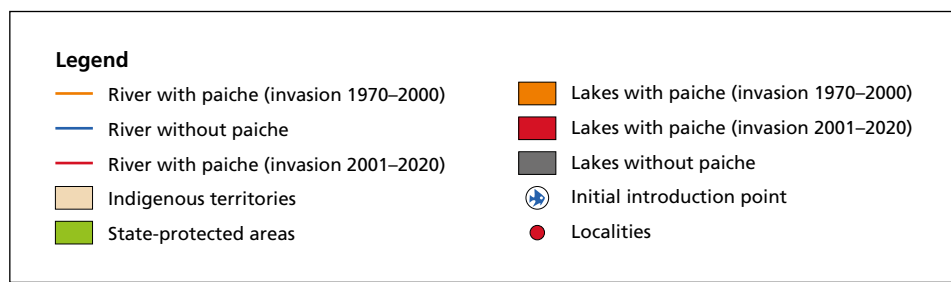 Legend
River with paiche (invasion 1970–2000)
River without paiche
River with paiche (invasion 2001–2020)
Indigenous territories
State-protected areas
Lakes with paiche (invasion 1970–2000)
Lakes with paiche (invasion 2001–2020)
Lakes without paiche
Initial introduction point
Localities